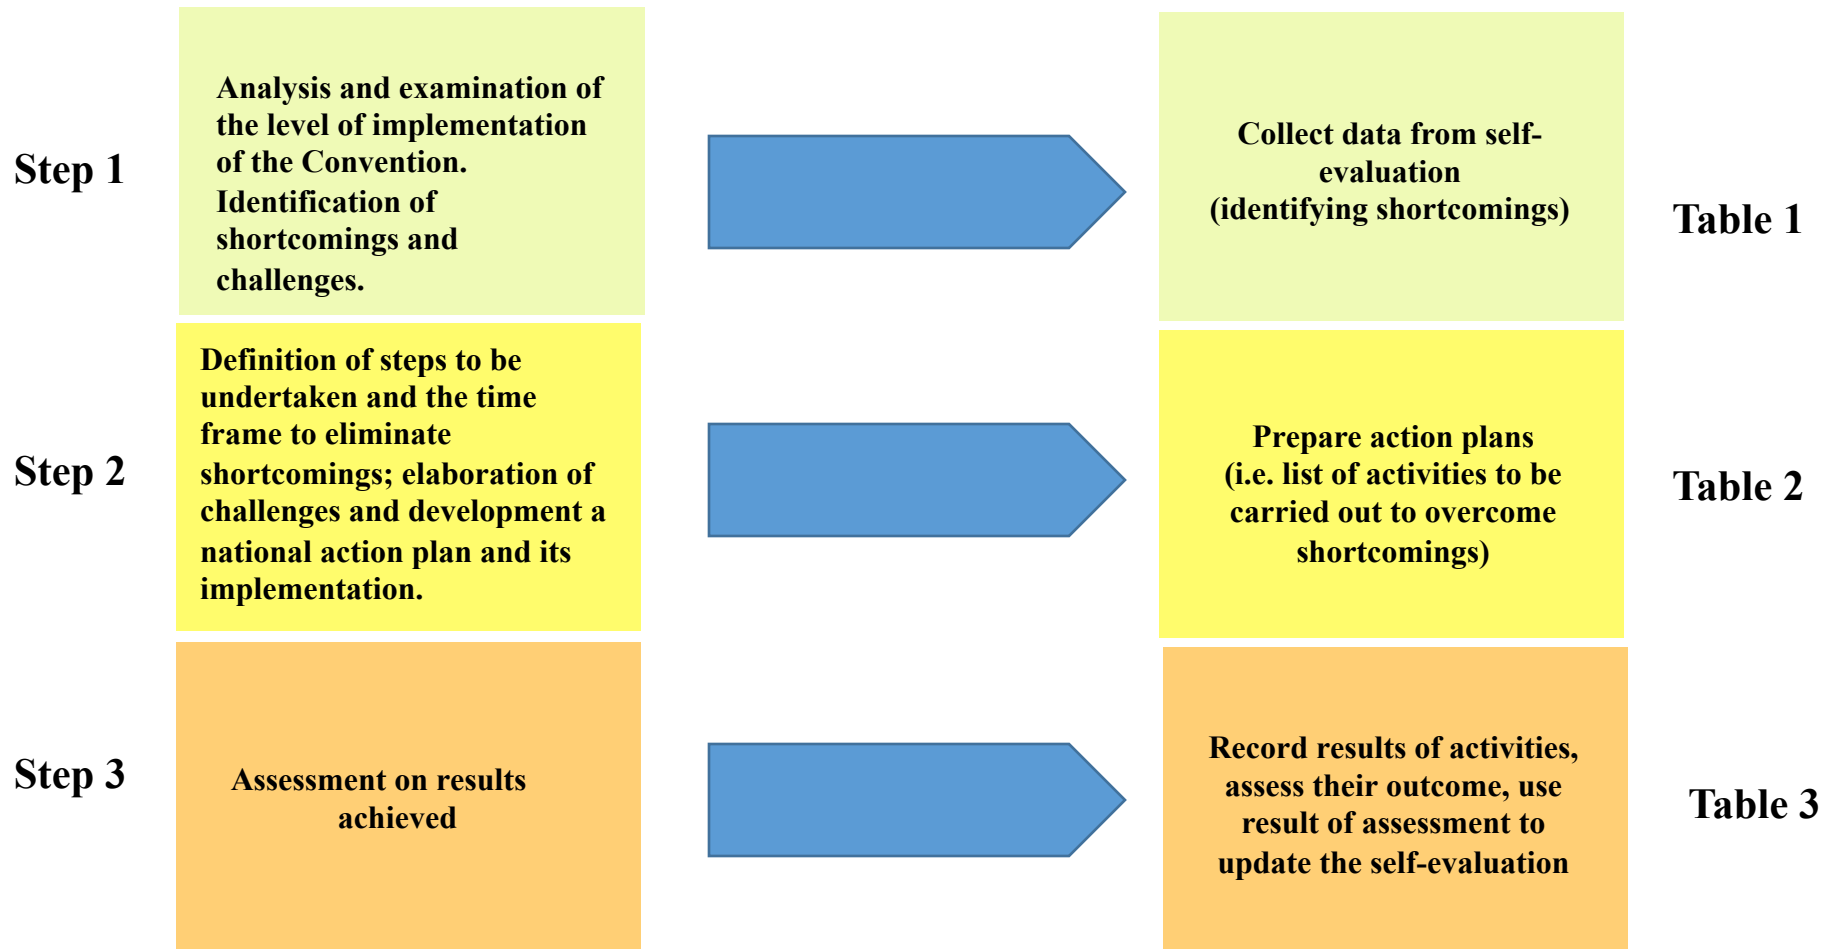 Step 1
Analysis and examination of
the level of implementation
of the Convention.
Identification of
shortcomings and
challenges.
Collect data from self-
evaluation
(identifying shortcomings)
Table 1
Step 2
Definition of steps to be
undertaken and the time
frame to eliminate
shortcomings; elaboration of
challenges and development a
national action plan and its
implementation.
Prepare action plans
(i.e. list of activities to be
carried out to overcome
shortcomings)
Table 2
Step 3
Assessment on results
achieved
Record results of activities,
assess their outcome, use
result of assessment to
update the self-evaluation
Table 3